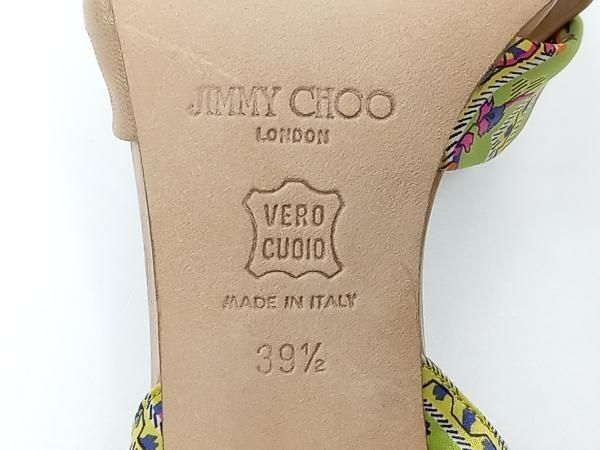 JIMMY CHOO
LONDON
VERO
CUOIO
MADE IN ITALY
39½